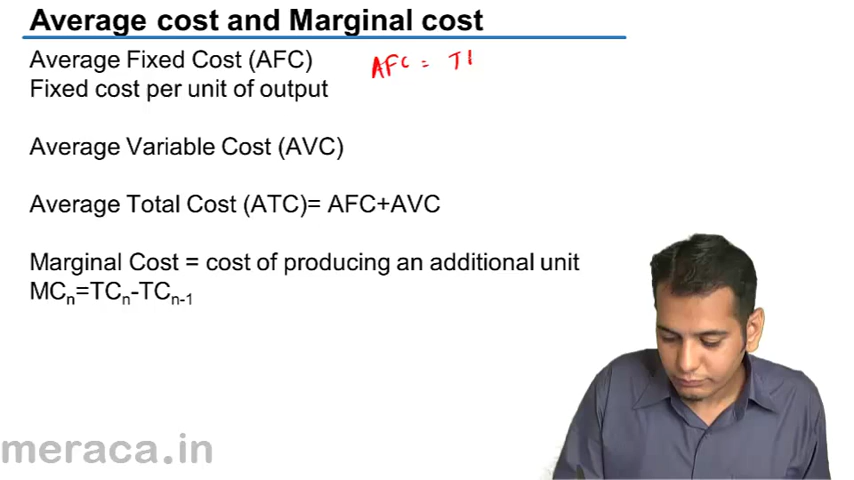 Average cost and Marginal cost
Average Fixed Cost (AFC)
AFC =
Fixed cost per unit of output
Average Variable Cost (AVC)
Average Total Cost (ATC)= AFC+AVC
Marginal Cost = cost of producing an additional unit
MCn=TCn-TCn-1
meraca.in